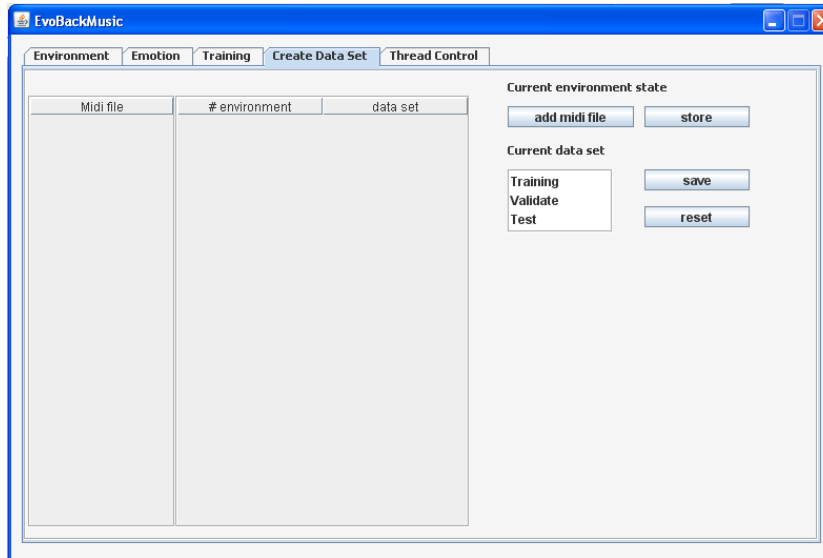 EvoBackMusic
Environment Emotion Training Create Data Set Thread Control
Midi file # environment data set
Current environment state
add midi file store
Current data set
Training
Validate
Test
save
reset